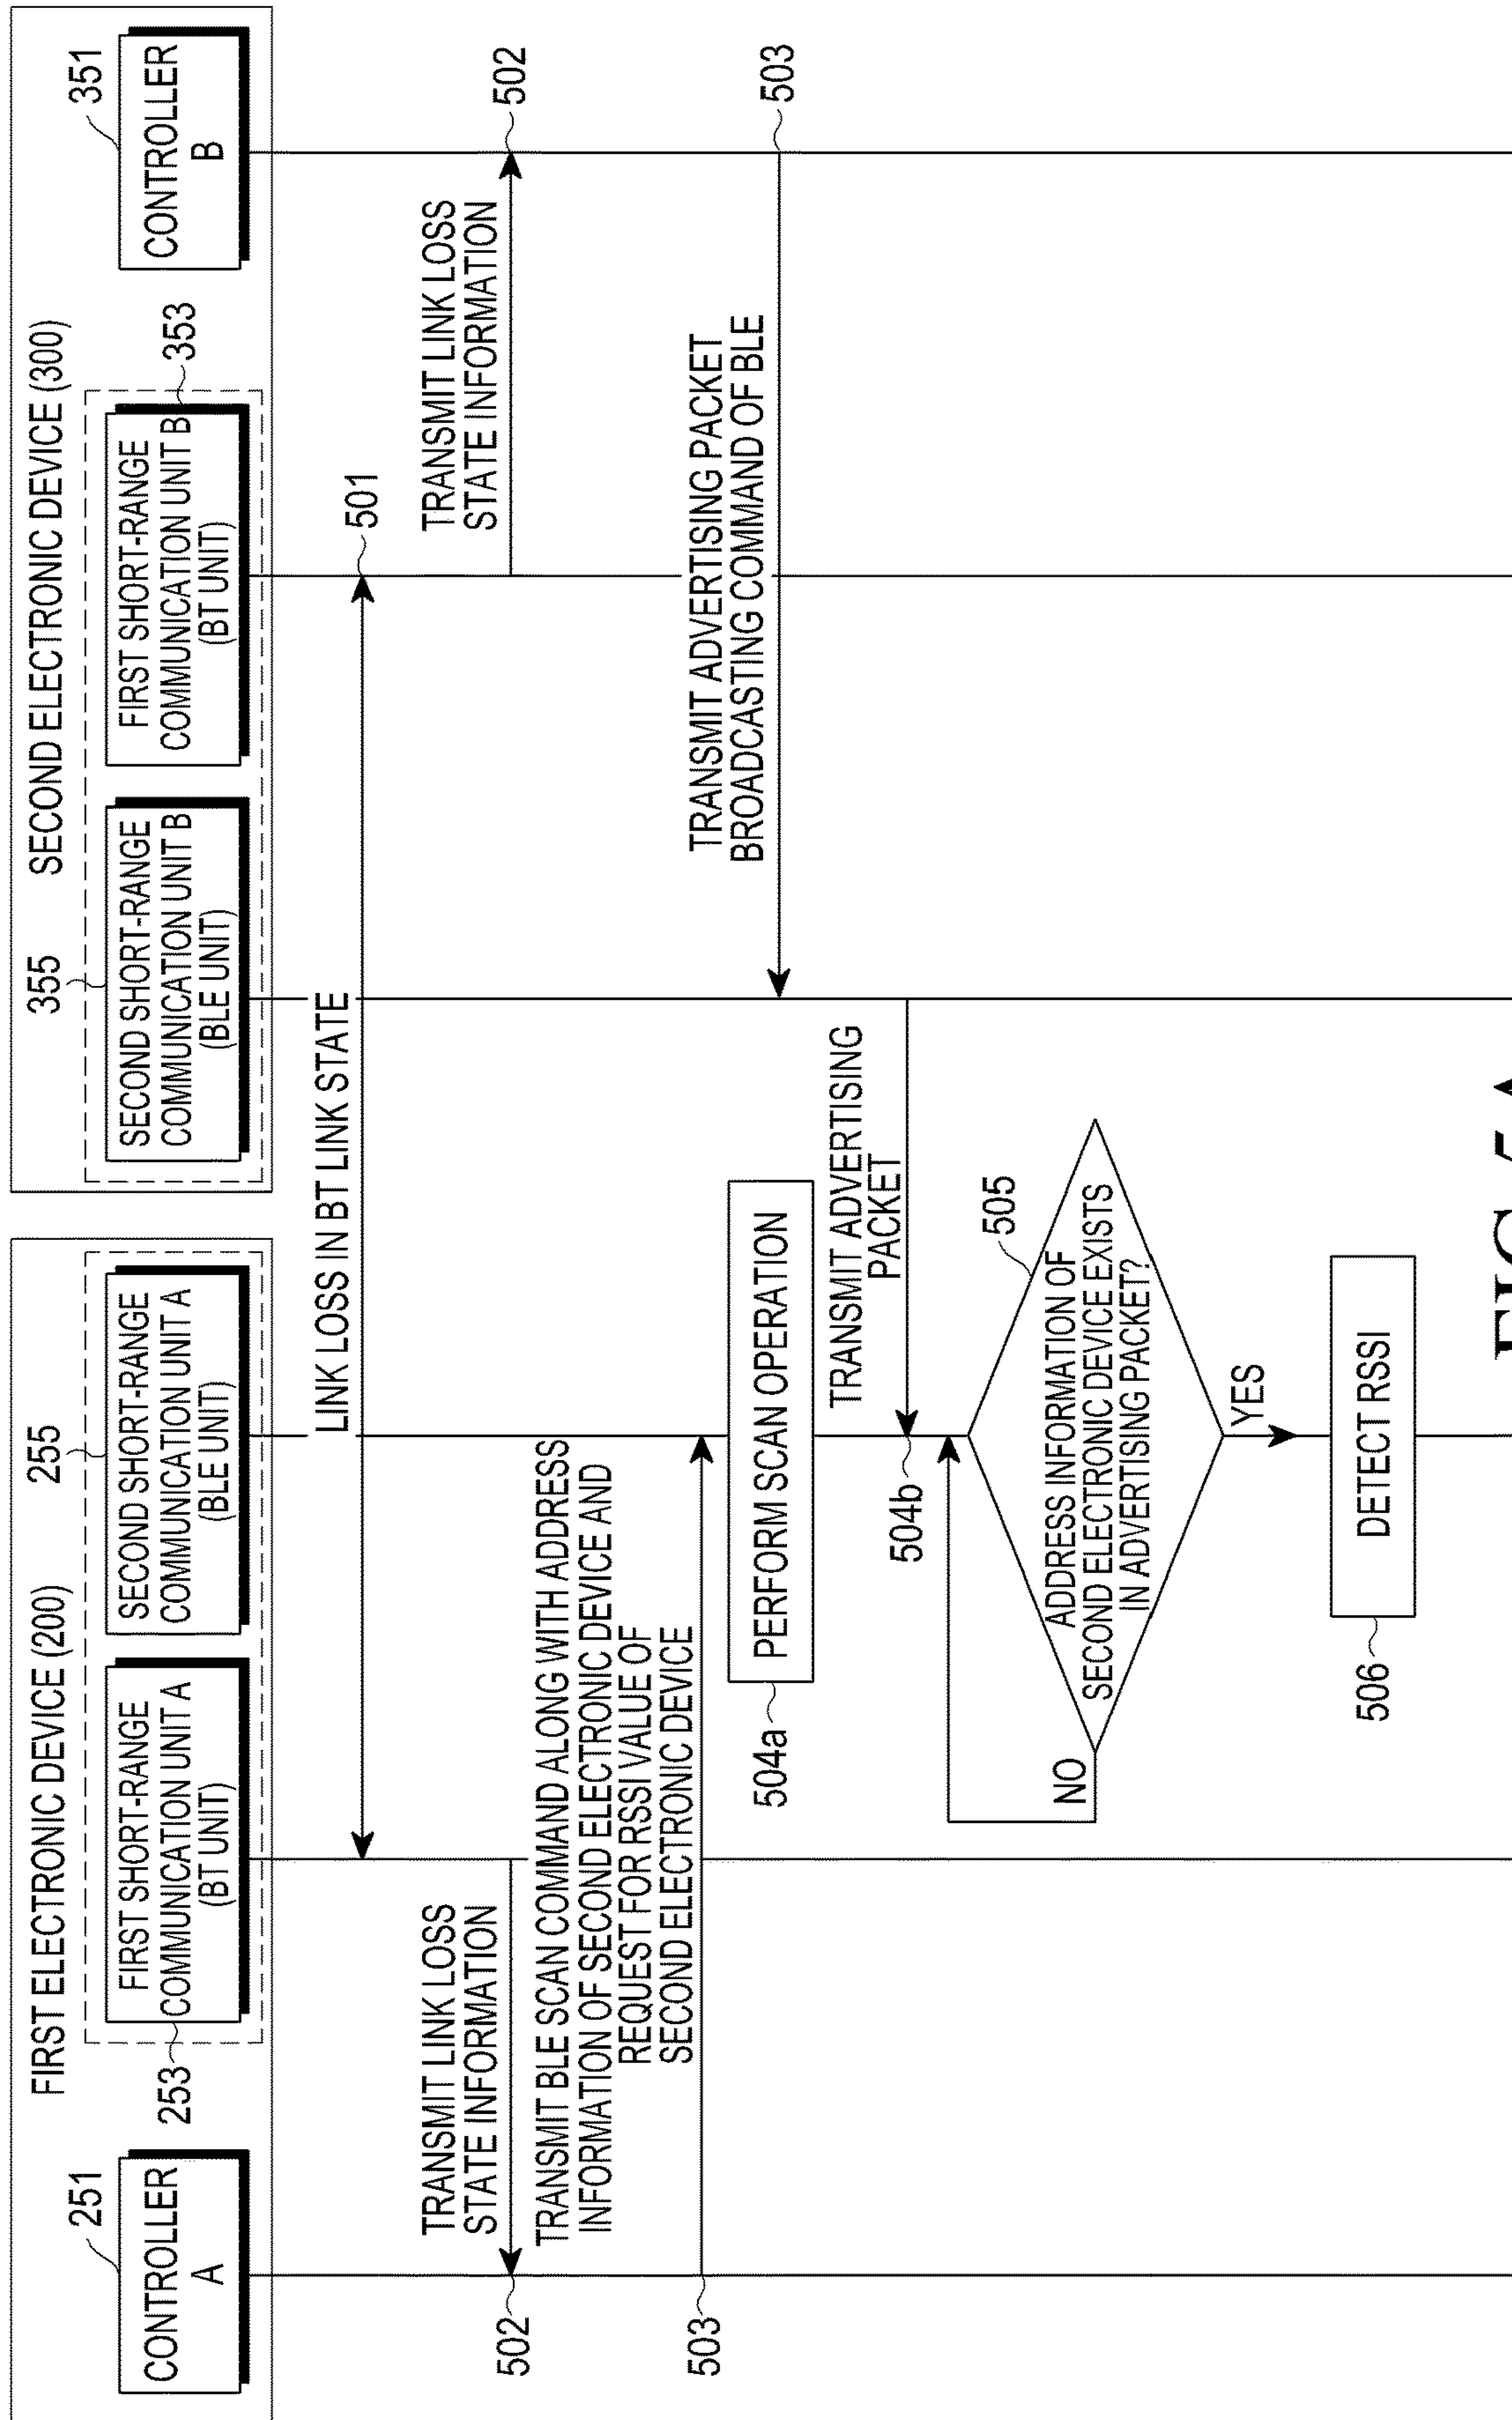 FIRST ELECTRONIC DEVICE (200)
SECOND ELECTRONIC DEVICE (300)
251
CONTROLLER
A
253
FIRST SHORT-RANGE
COMMUNICATION UNIT A
(BT UNIT)
255
SECOND SHORT-RANGE
COMMUNICATION UNIT A
(BLE UNIT)
355
SECOND SHORT-RANGE
COMMUNICATION UNIT B
(BLE UNIT)
353
FIRST SHORT-RANGE
COMMUNICATION UNIT B
(BT UNIT)
351
CONTROLLER
B
LINK LOSS IN BT LINK STATE
501
TRANSMIT LINK LOSS
STATE INFORMATION
502
TRANSMIT LINK LOSS
STATE INFORMATION
502
TRANSMIT BLE SCAN COMMAND ALONG WITH ADDRESS
INFORMATION OF SECOND ELECTRONIC DEVICE AND
REQUEST FOR RSSI VALUE OF
SECOND ELECTRONIC DEVICE
503
TRANSMIT ADVERTISING PACKET
BROADCASTING COMMAND OF BLE
503
504a
PERFORM SCAN OPERATION
TRANSMIT ADVERTISING
PACKET
504b
505
ADDRESS INFORMATION OF
SECOND ELECTRONIC DEVICE EXISTS
IN ADVERTISING PACKET?
NO
YES
506
DETECT RSSI